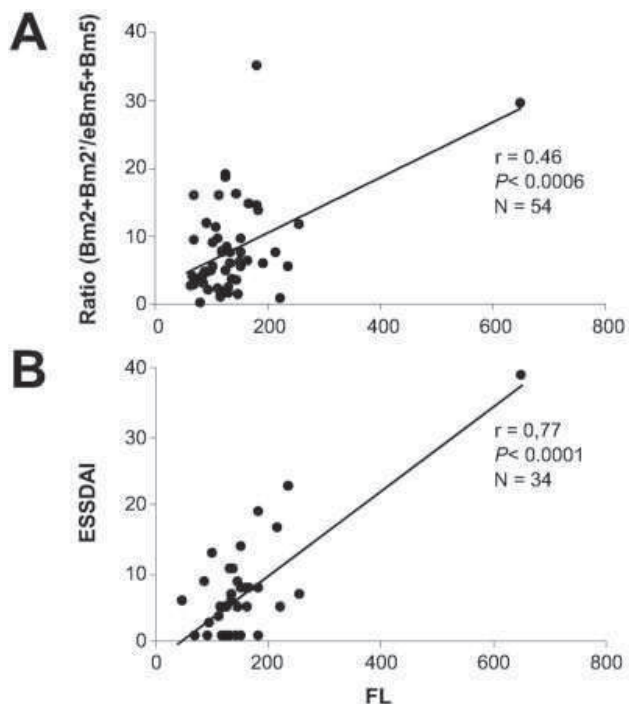 A
Ratio (Bm2+Bm2'/eBm5+Bm5)
40
30
20
10
0
r = 0.46
P< 0.0006
N = 54
0 200 400 600 800
B
ESSDAI
40
30
20
10
0
r = 0,77
P< 0.0001
N = 34
0 200 400 600 800
FL